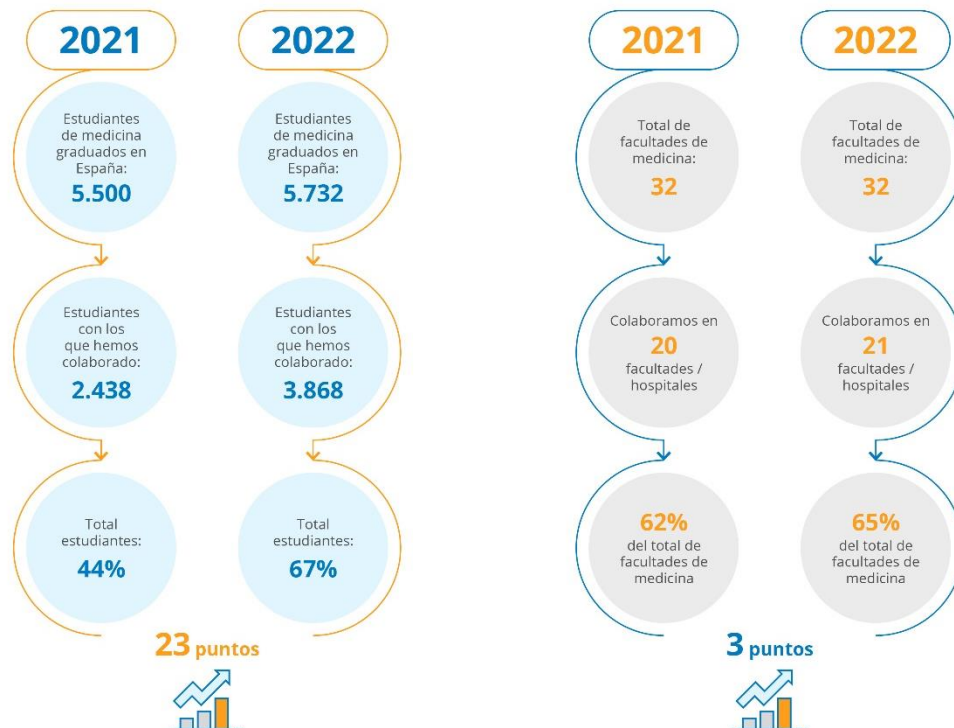 2021
Estudiantes
de medicina
graduados en
España:
5.500
Estudiantes
con los
que hemos
colaborado:
2.438
Total
estudiantes:
44%
2022
Estudiantes
de medicina
graduados en
España:
5.732
Estudiantes
con los
que hemos
colaborado:
3.868
Total
estudiantes:
67%
23 puntos
2021
Total de
facultades de
medicina:
32
Colaboramos en
20
facultades /
hospitales
62%
del total de
facultades de
medicina
2022
Total de
facultades de
medicina:
32
Colaboramos en
21
facultades /
hospitales
65%
del total de
facultades de
medicina
3 puntos